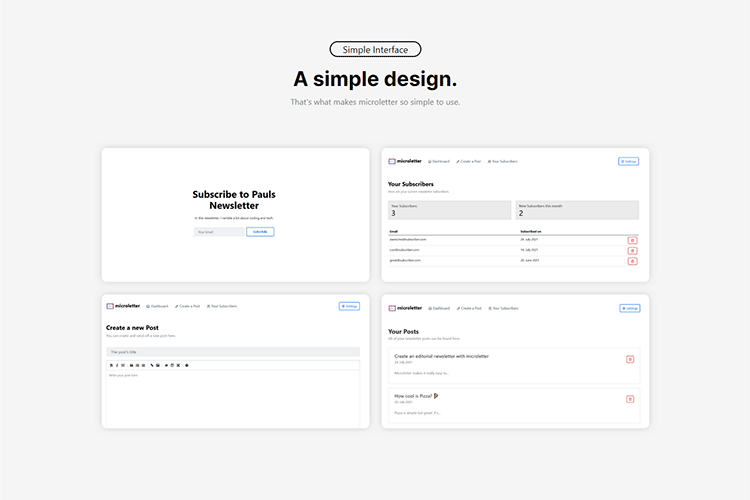 Simple Interface
A simple design.
That's what makes microletter so simple to use.
Subscribe to Pauls
Newsletter
In this newsletter I ramble a bit about coding and tech.
Your Email
SUBSCRIBE
microletter Dashboard Create a Post Your Subscribers Settings
Your Subscribers
Here are your current newsletter subscribers.
Your Subscribers
3
New Subscribers this month
2
Email Subscribed on
awesome@subscriber.com 24. July 2021
cool@subscriber.com 14. July 2021
great@subscriber.com 20. June 2021
microletter Dashboard Create a Post Your Subscribers Settings
Create a new Post
You can create and send off a new post here.
The post's title
Write your post here
microletter Dashboard Create a Post Your Subscribers Settings
Your Posts
All of your newsletter posts can be found here.
Create an editorial newsletter with microletter
24 July 2021
Microletter makes it really easy to...
How cool is Pizza? 🍕
20 July 2021
Pizza is simple but great! It's...